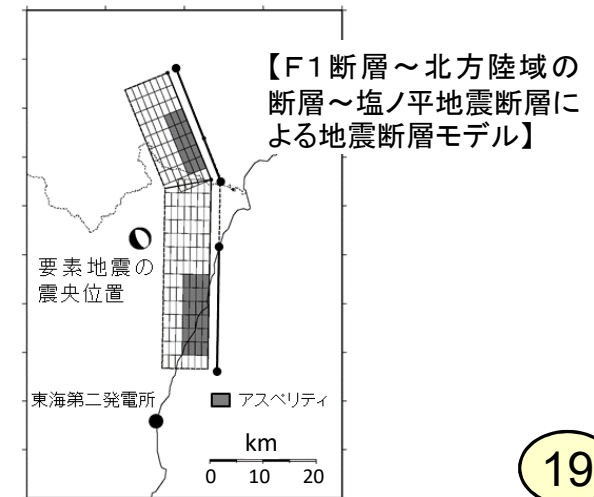 【Ｆ１断層～北方陸域の
断層～塩ノ平地震断層に
よる地震断層モデル】
要素地震の
震央位置
東海第二発電所
アスペリティ
km
0 10 20
19